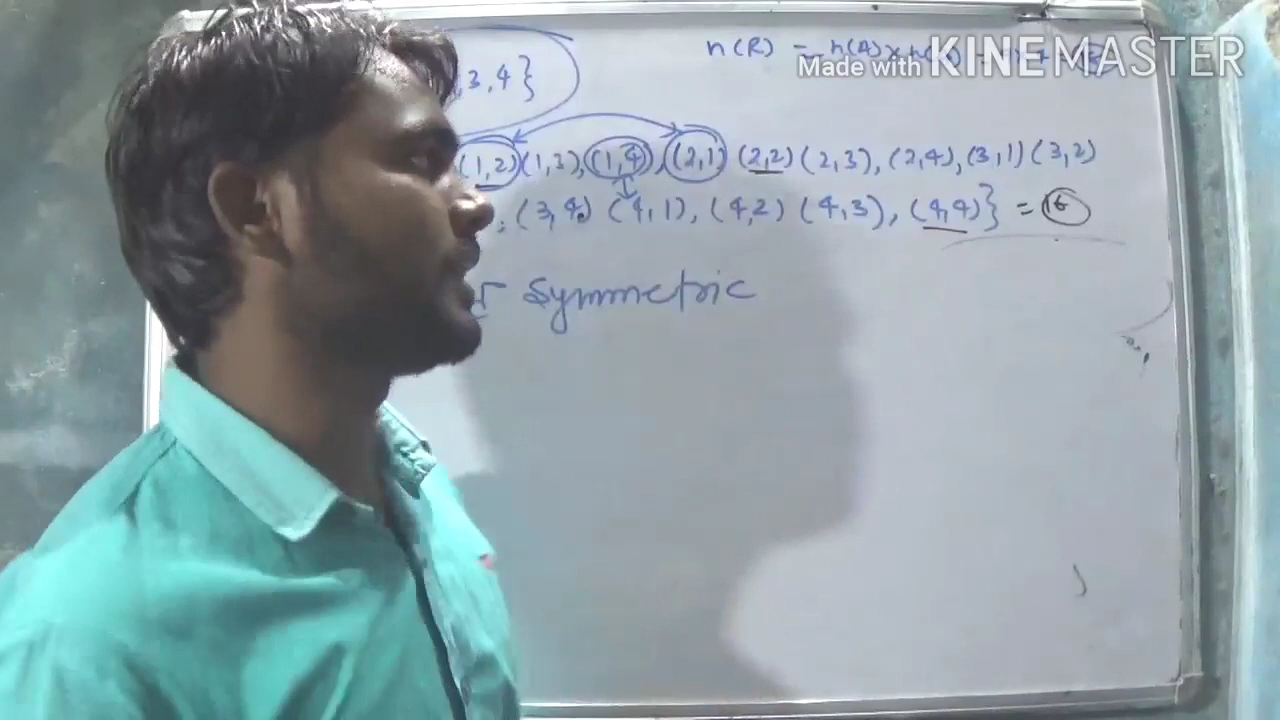 n(R) = n(A) ×
Made with KINEMASTER
,3,4}
(1,2)(1,3),(1,4),(2,1)(2,2)(2,3),(2,4),(3,1)(3,2)
(3,4) (4,1), (4,2) (4,3), (4,4)} = 16
Symmetric